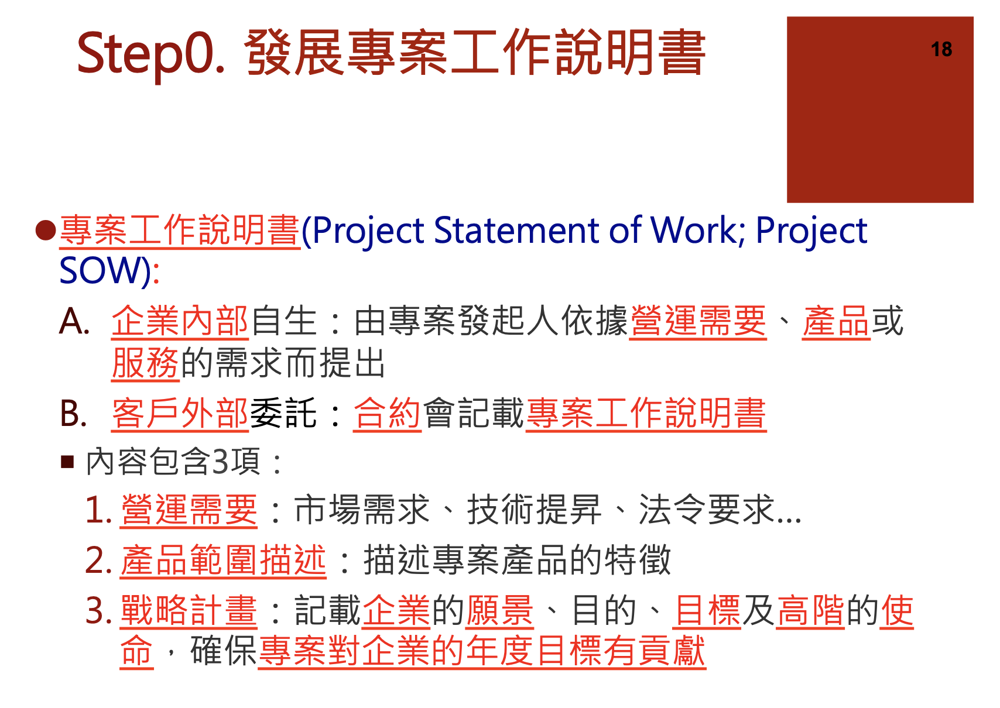 Step0. 發展專案工作說明書
18
●專案工作說明書(Project Statement of Work; Project
SOW):
A. 企業內部自生：由專案發起人依據營運需要、產品或
服務的需求而提出
B. 客戶外部委託：合約會記載專案工作說明書
■ 內容包含3項：
1. 營運需要：市場需求、技術提昇、法令要求…
2. 產品範圍描述：描述專案產品的特徵
3. 戰略計畫：記載企業的願景、目的、目標及高階的使
命，確保專案對企業的年度目標有貢獻